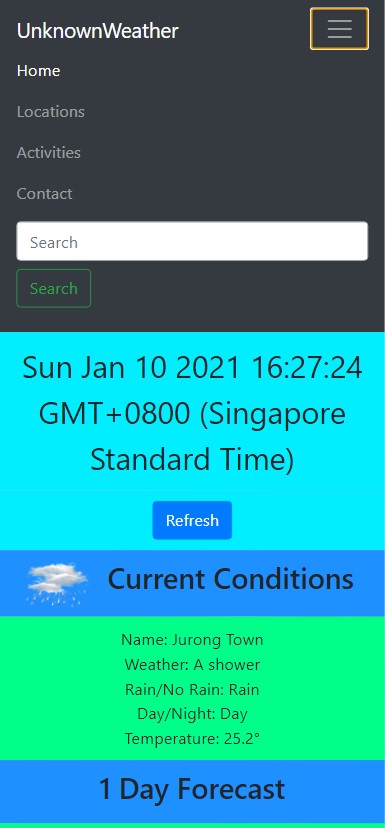 UnknownWeather
Home
Locations
Activities
Contact
Search
Search
Sun Jan 10 2021 16:27:24
GMT+0800 (Singapore
Standard Time)
Refresh
Current Conditions
Name: Jurong Town
Weather: A shower
Rain/No Rain: Rain
Day/Night: Day
Temperature: 25.2°
1 Day Forecast